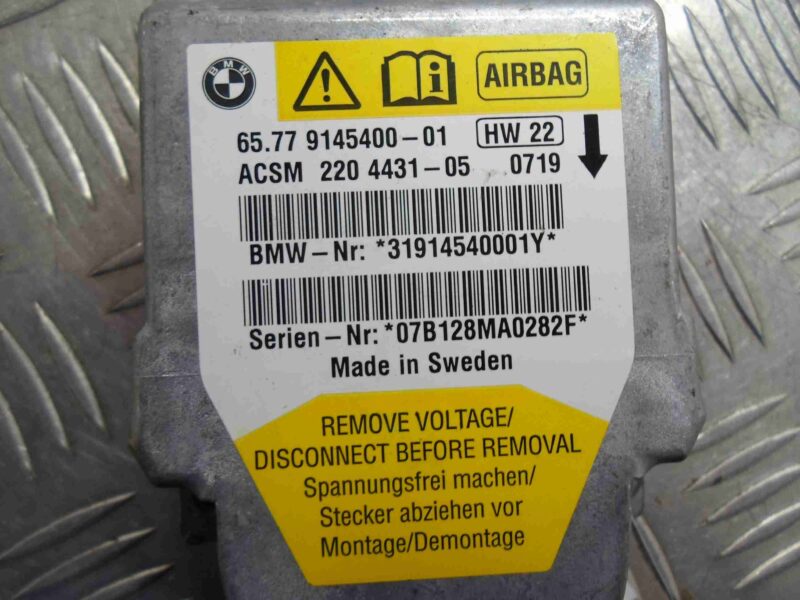 BMW
AIRBAG
65.77 9145400-01 HW 22
ACSM 220 4431-05 0719
BMW-Nr: *31914540001Y*
Serien-Nr: *07B128MA0282F*
Made in Sweden
REMOVE VOLTAGE/
DISCONNECT BEFORE REMOVAL
Spannungsfrei machen/
Stecker abziehen vor
Montage/Demontage